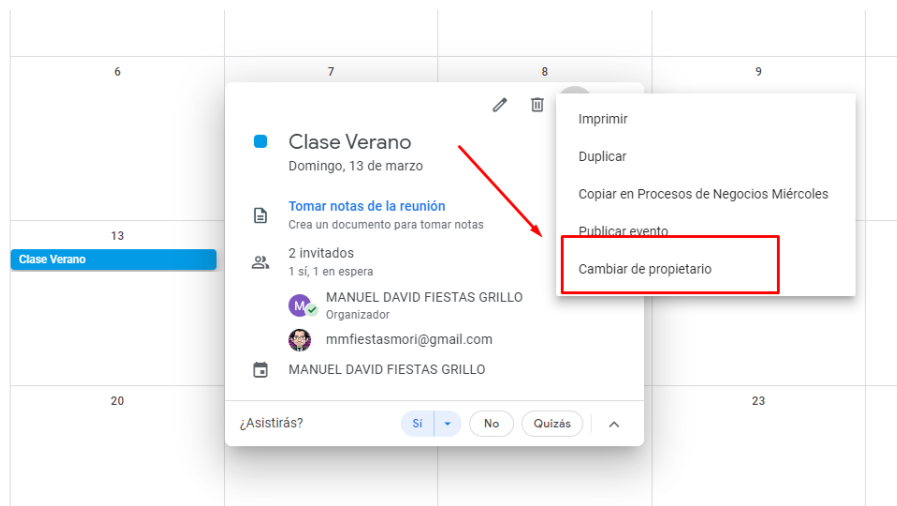 6
7
8
9
Clase Verano
Domingo, 13 de marzo
Tomar notas de la reunión
Crea un documento para tomar notas
2 invitados
1 sí, 1 en espera
M
MANUEL DAVID FIESTAS GRILLO
Organizador
mmfiestasmori@gmail.com
MANUEL DAVID FIESTAS GRILLO
¿Asistirás?
Sí
No
Quizás
Imprimir
Duplicar
Copiar en Procesos de Negocios Miércoles
Publicar evento
Cambiar de propietario
13
Clase Verano
20
23